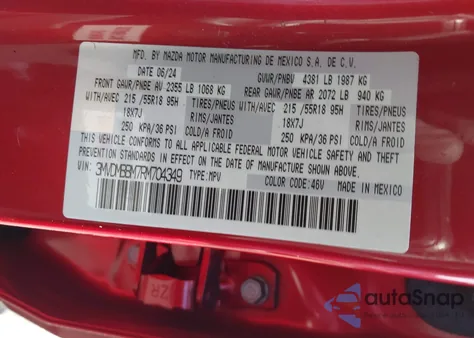 MFD. BY MAZDA MOTOR MANUFACTURING DE MEXICO S.A. DE C.V.
DATE 06/24 GVWR/PNBV 4381 LB 1987 KG
FRONT GAWR/PNBE AV 2355 LB 1068 KG REAR GAWR/PNBE AR 2072 LB 940 KG
WITH/AVEC 215 /55R18 95H TIRES/PNEUS WITH/AVEC 215 /55R18 95H TIRES/PNEUS
18X7J RIMS/JANTES 18X7J RIMS/JANTES
250 KPA/36 PSI COLD/A FROID 250 KPA/36 PSI COLD/A FROID
THIS VEHICLE CONFORMS TO ALL APPLICABLE FEDERAL MOTOR VEHICLE SAFETY AND THEFT
PREVENTION STANDARDS IN EFFECT ON THE DATE OF MANUFACTURE SHOWN ABOVE.
VIN: 3MVDMBBM7RM704349
TYPE:MPV COLOR CODE:46V MADE IN MEXICO
ZR
autoSnap